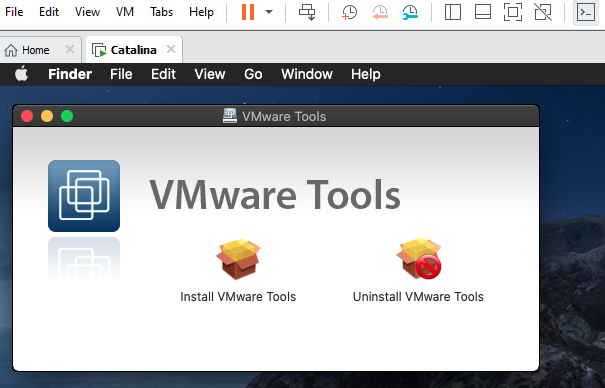 File Edit View VM Tabs Help
Home Catalina
Finder File Edit View Go Window Help
VMware Tools
VMware Tools
Install VMware Tools Uninstall VMware Tools